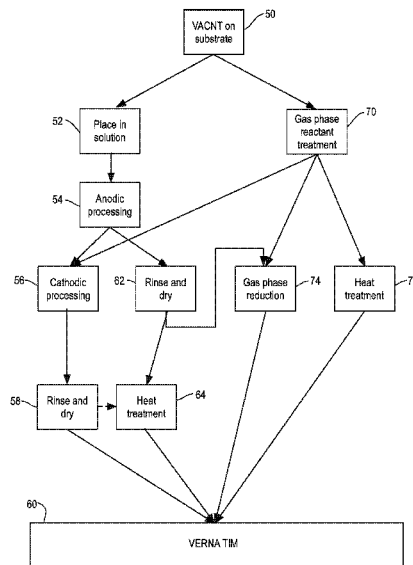 50
VACNT on
substrate
52
Place in
solution
Gas phase
reactant
treatment
70
54
Anodic
processing
56
Cathodic
processing
62
Rinse and
dry
Gas phase
reduction
74
Heat
treatment
7
58
Rinse and
dry
Heat
treatment
64
60
VERNA TIM